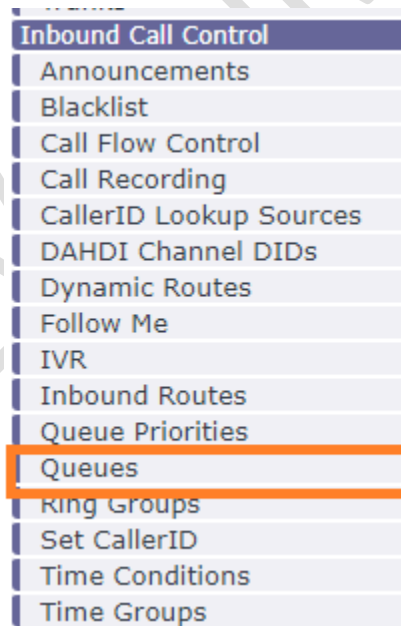 Inbound Call Control
Announcements
Blacklist
Call Flow Control
Call Recording
CallerID Lookup Sources
DAHDI Channel DIDs
Dynamic Routes
Follow Me
IVR
Inbound Routes
Queue Priorities
Queues
Ring Groups
Set CallerID
Time Conditions
Time Groups